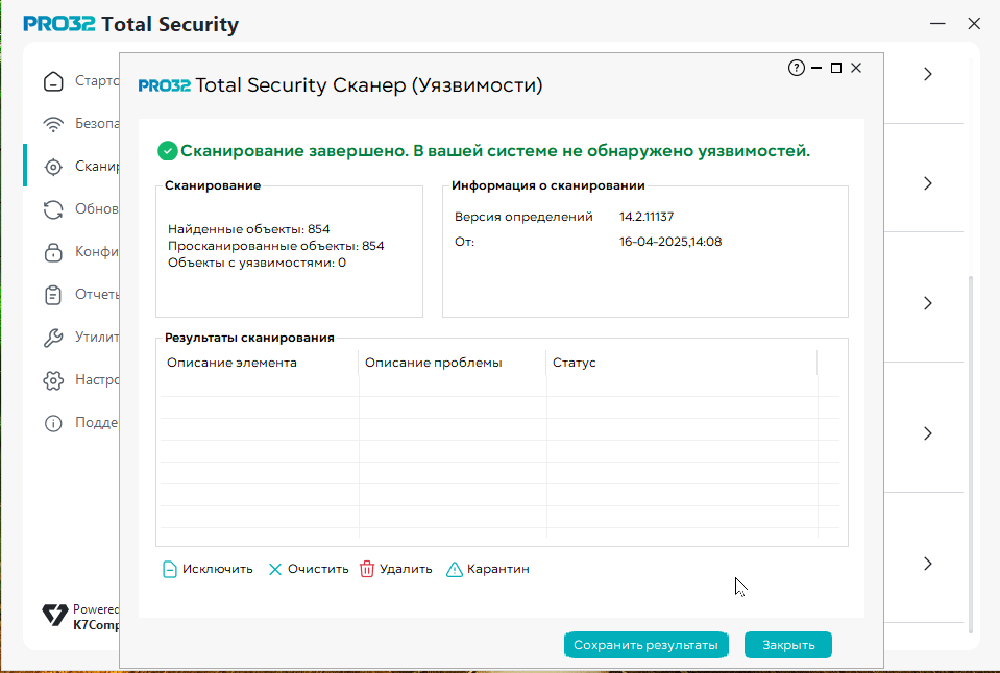 PRO32 Total Security
Старто
Безопа
Сканир
Обнов
Конфи
Отчеть
Утилит
Настро
Подде
Powered
K7Comp
PRO32 Total Security Сканер (Уязвимости)
Сканирование завершено. В вашей системе не обнаружено уязвимостей.
Сканирование
Найденные объекты: 854
Просканированные объекты: 854
Объекты с уязвимостями: 0
Информация о сканировании
Версия определений 14.2.11137
От: 16-04-2025,14:08
Результаты сканирования
Описание элемента Описание проблемы Статус
Исключить Очистить Удалить Карантин
Сохранить результаты Закрыть